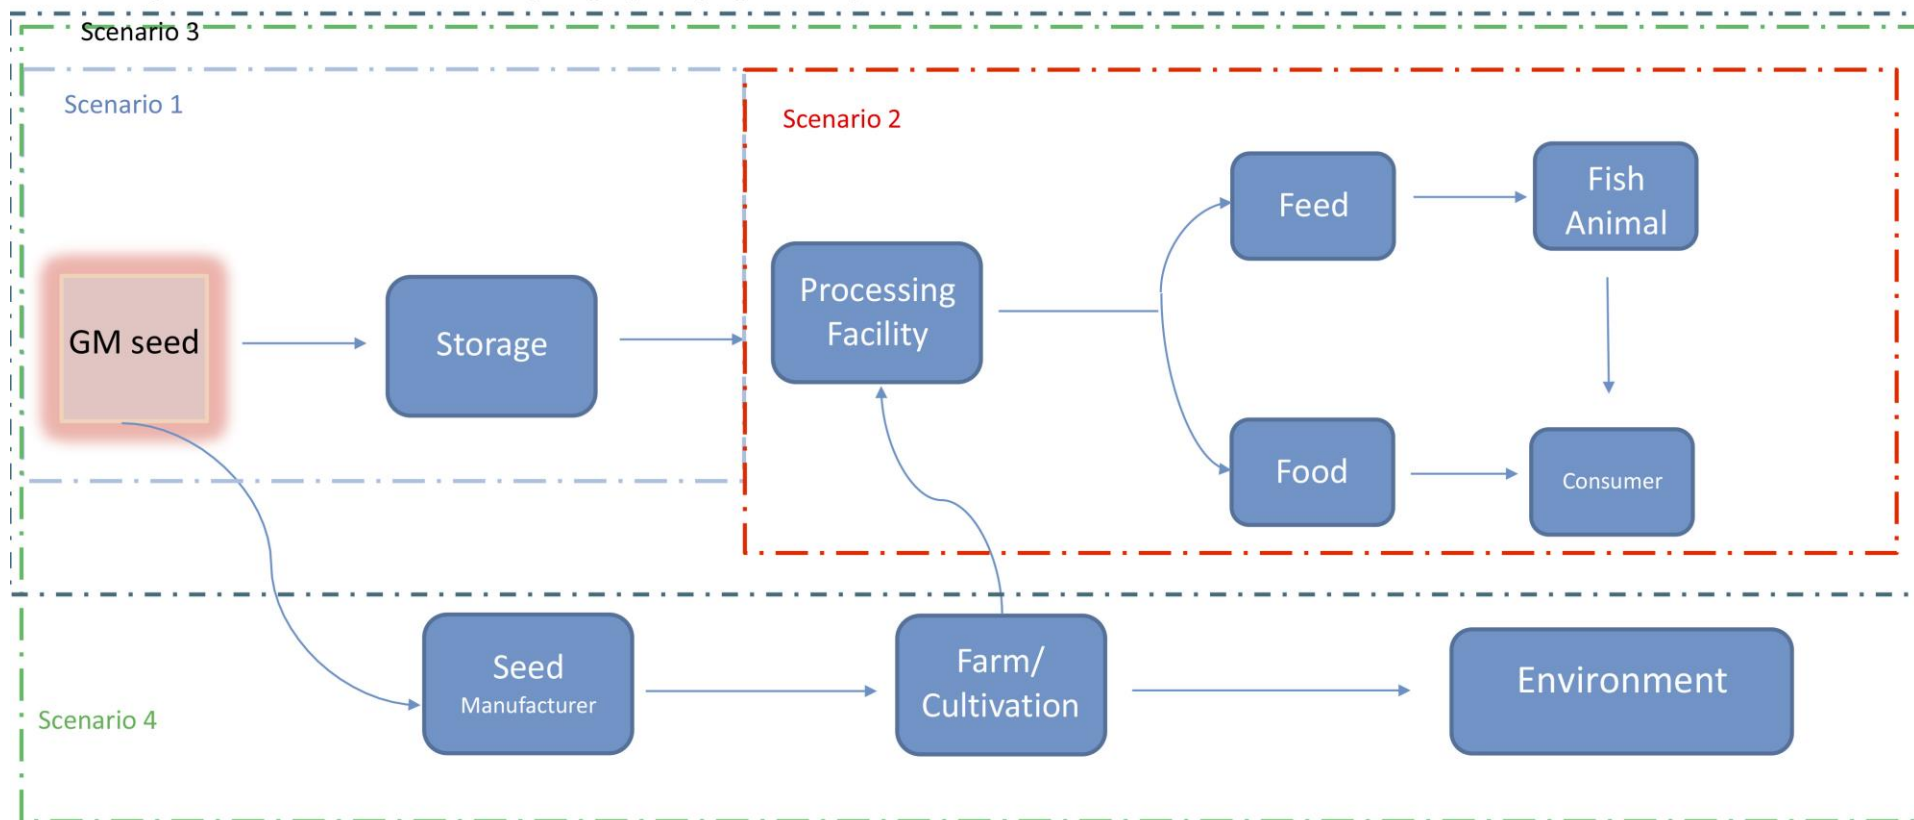 Scenario 3
Scenario 1
Scenario 2
GM seed
Storage
Processing
Facility
Feed
Fish
Animal
Food
Consumer
Scenario 4
Seed
Manufacturer
Farm/
Cultivation
Environment